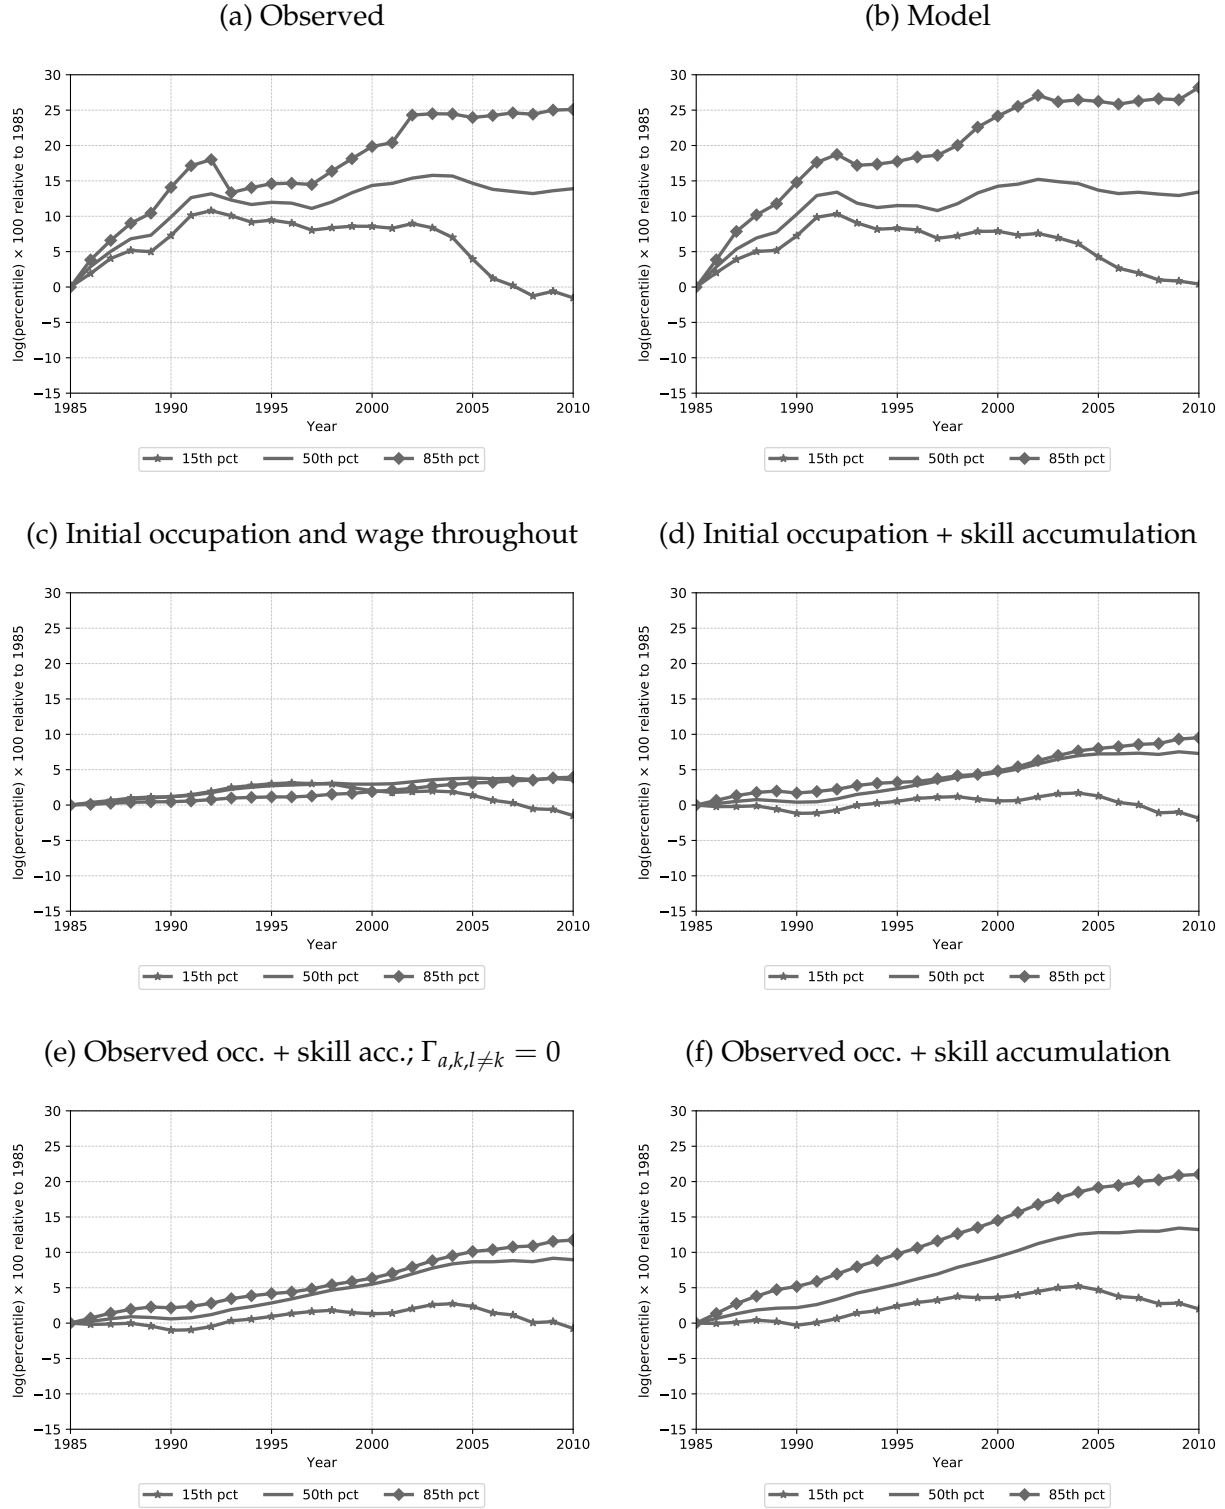 (a) Observed
(b) Model
log(percentile) × 100 relative to 1985
30
25
20
15
10
5
0
−5
−10
−15
1985 1990 1995 2000 2005 2010
Year
15th pct 50th pct 85th pct
log(percentile) × 100 relative to 1985
30
25
20
15
10
5
0
−5
−10
−15
1985 1990 1995 2000 2005 2010
Year
15th pct 50th pct 85th pct
(c) Initial occupation and wage throughout
(d) Initial occupation + skill accumulation
log(percentile) × 100 relative to 1985
30
25
20
15
10
5
0
−5
−10
−15
1985 1990 1995 2000 2005 2010
Year
15th pct 50th pct 85th pct
log(percentile) × 100 relative to 1985
30
25
20
15
10
5
0
−5
−10
−15
1985 1990 1995 2000 2005 2010
Year
15th pct 50th pct 85th pct
(e) Observed occ. + skill acc.; Γa,k,l≠k = 0
(f) Observed occ. + skill accumulation
log(percentile) × 100 relative to 1985
30
25
20
15
10
5
0
−5
−10
−15
1985 1990 1995 2000 2005 2010
Year
15th pct 50th pct 85th pct
log(percentile) × 100 relative to 1985
30
25
20
15
10
5
0
−5
−10
−15
1985 1990 1995 2000 2005 2010
Year
15th pct 50th pct 85th pct